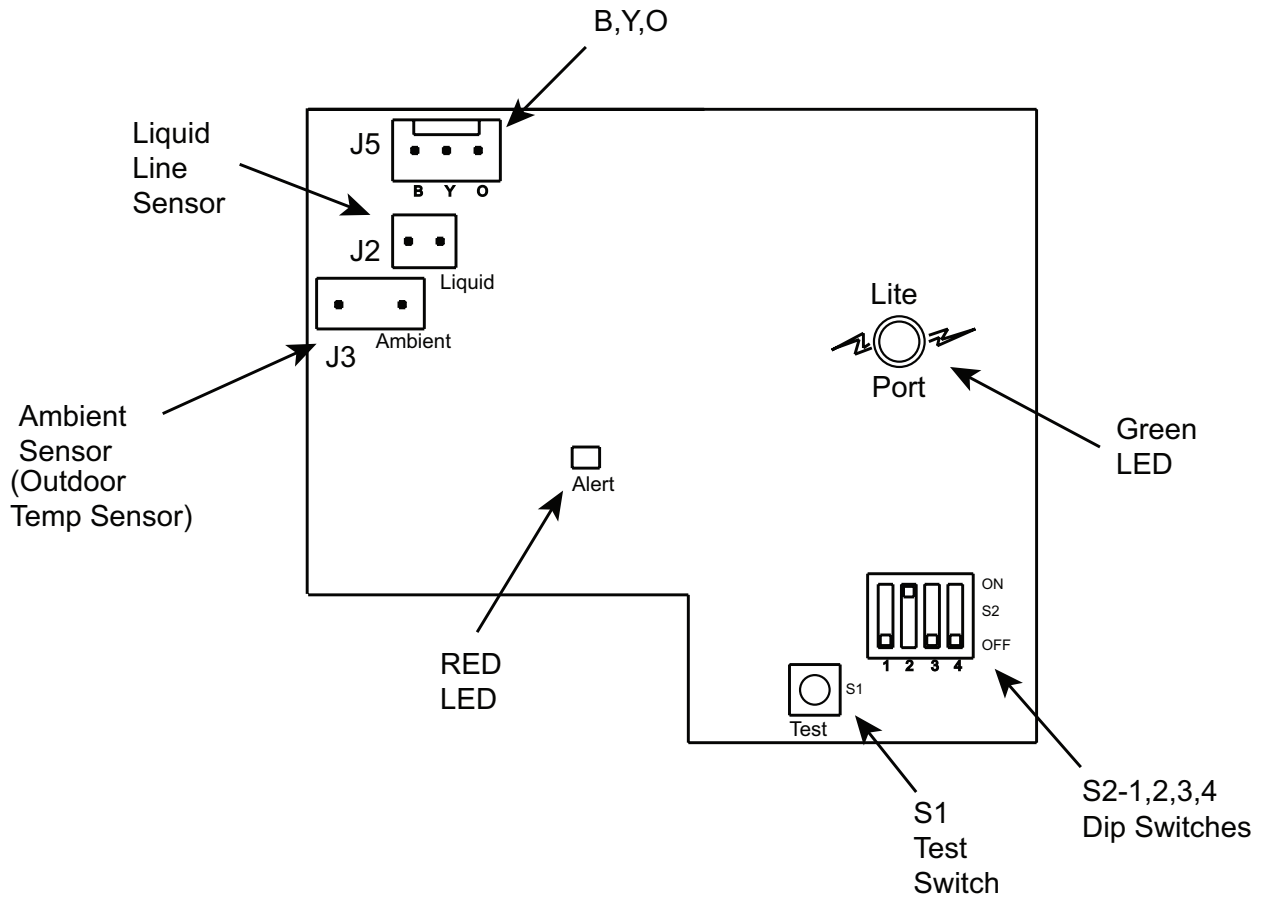 B,Y,O
Liquid
Line
Sensor
J5
B Y O
J2
Liquid
Ambient
J3
Ambient
Sensor
(Outdoor
Temp Sensor)
Lite
Port
Green
LED
Alert
RED
LED
ON
S2
OFF
1 2 3 4
S1
Test
S1
Test
Switch
S2-1,2,3,4
Dip Switches